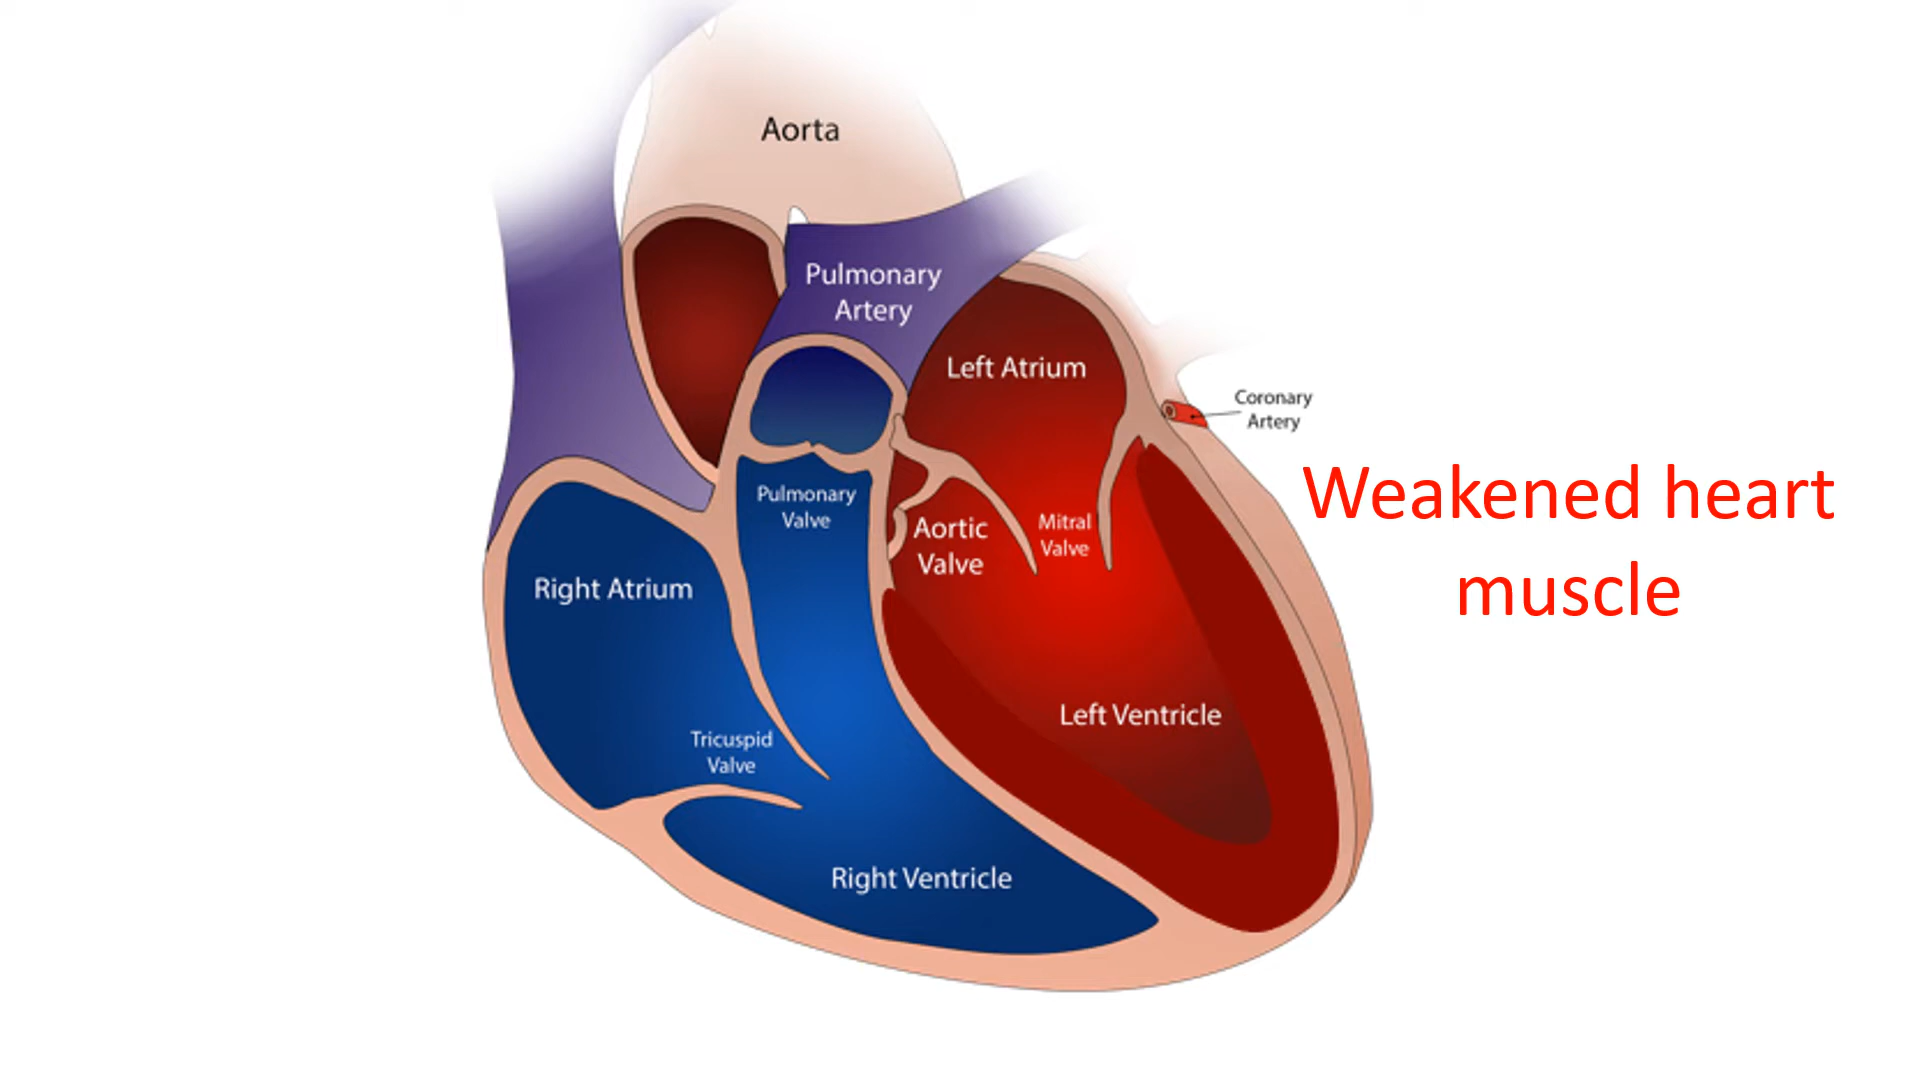 Aorta
Pulmonary
Artery
Left Atrium
Coronary
Artery
Weakened heart
muscle
Pulmonary
Valve
Aortic
Valve
Mitral
Valve
Right Atrium
Left Ventricle
Tricuspid
Valve
Right Ventricle